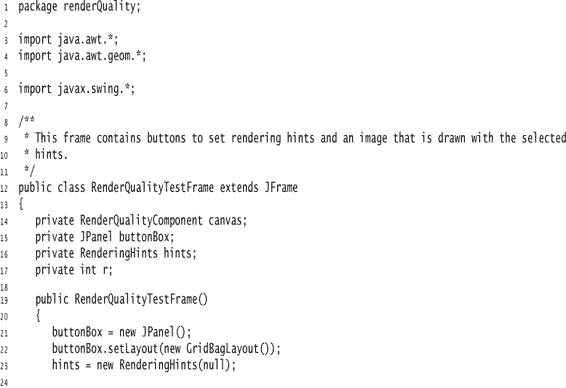 1 package renderQuality;
2
3 import java.awt.*;
4 import java.awt.geom.*;
5
6 import javax.swing.*;
7
8 /**
9  * This frame contains buttons to set rendering hints and an image that is drawn with the selected
10  * hints.
11  */
12 public class RenderQualityTestFrame extends JFrame
13 {
14    private RenderQualityComponent canvas;
15    private JPanel buttonBox;
16    private RenderingHints hints;
17    private int r;
18
19    public RenderQualityTestFrame()
20    {
21       buttonBox = new JPanel();
22       buttonBox.setLayout(new GridBagLayout());
23       hints = new RenderingHints(null);
24